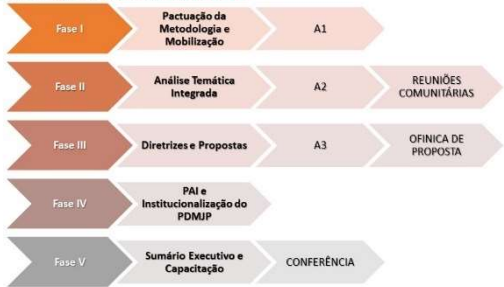 Fase I
Pactuação da
Metodologia e
Mobilização
A1
Fase II
Análise Temática
Integrada
A2
REUNIÕES
COMUNITÁRIAS
Fase III
Diretrizes e Propostas
A3
OFINICA DE
PROPOSTA
Fase IV
PAI e
Institucionalização do
PDMJP
Fase V
Sumário Executivo e
Capacitação
CONFERÊNCIA